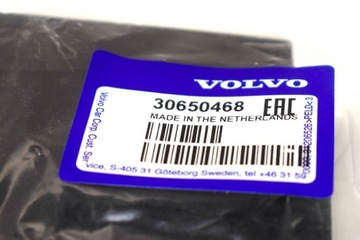 VOLVO
30650468 EAC
MADE IN THE NETHERLANDS
Volvo Car Corp. Cust. Ser
vice, S-405 31 Göteborg Sweden, tel +46 31 59